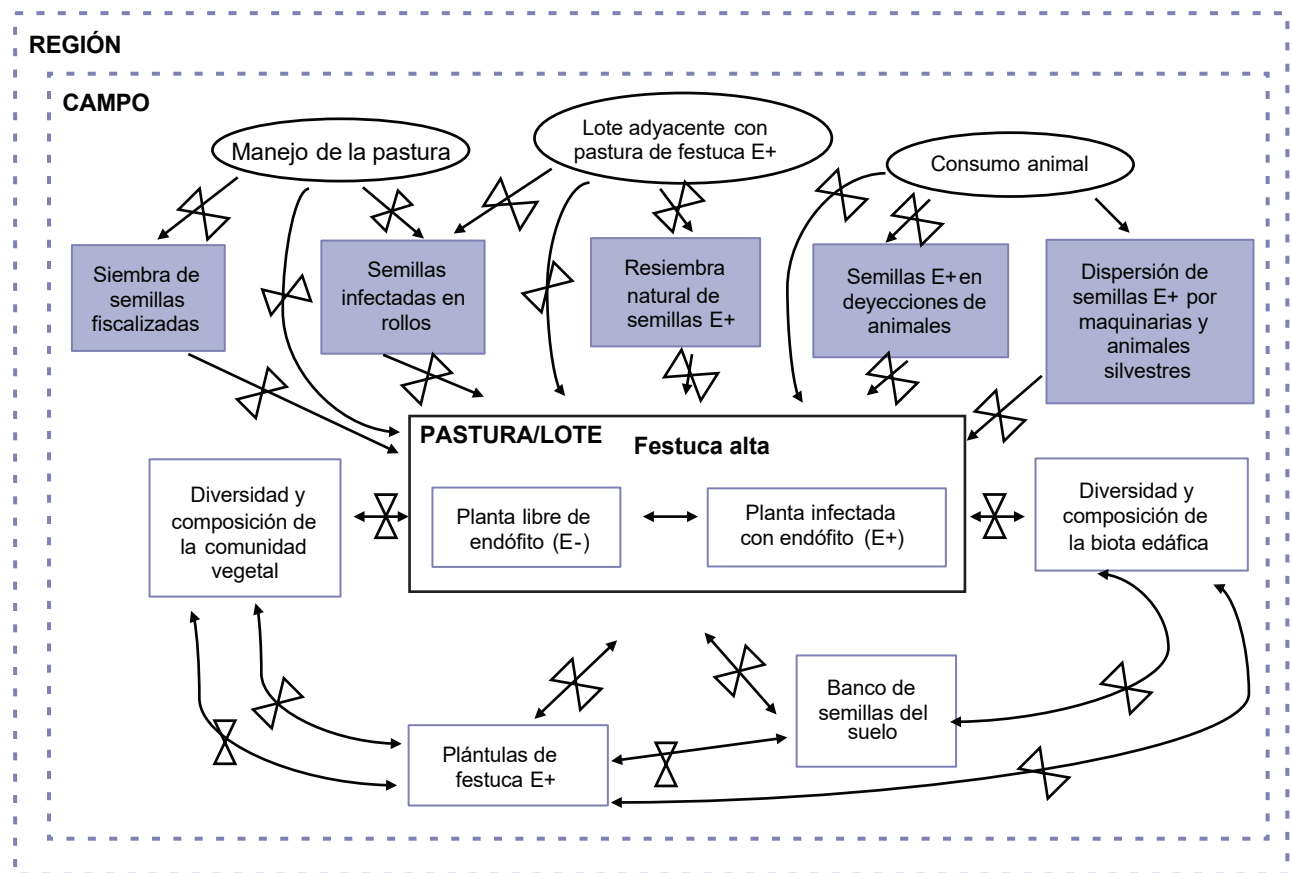 REGIÓN
CAMPO
Manejo de la pastura
Lote adyacente con
pastura de festuca E+
Consumo animal
Siembra de
semillas
fiscalizadas
Semillas
infectadas en
rollos
Resiembra
natural de
semillas E+
Semillas E+ en
deyecciones de
animales
Dispersión de
semillas E+ por
maquinarias y
animales
silvestres
PASTURA/LOTE
Festuca alta
Diversidad y
composición de
la comunidad
vegetal
Planta libre de
endófito (E-)
Planta infectada
con endófito (E+)
Diversidad y
composición de
la biota edáfica
Banco de
semillas del
suelo
Plántulas de
festuca E+